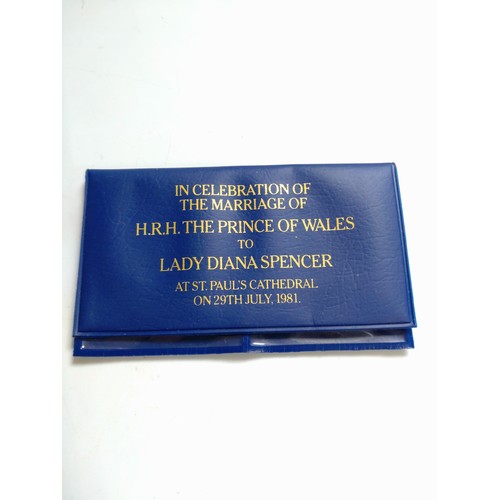 IN CELEBRATION OF
THE MARRIAGE OF
H.R.H. THE PRINCE OF WALES
TO
LADY DIANA SPENCER
AT ST. PAUL'S CATHEDRAL
ON 29TH JULY, 1981.